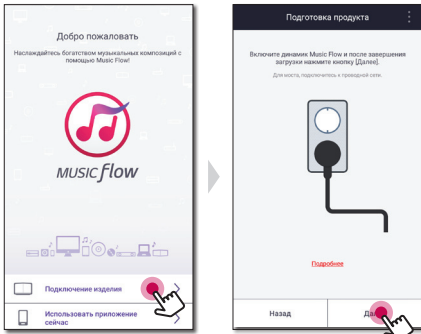 Добро пожаловать
Наслаждайтесь богатством музыкальных композиций с
помощью Music Flow!
MUSIC flow
Подключение изделия
Использовать приложение
сейчас
Подготовка продукта
Включите динамик Music Flow и после завершения
загрузки нажмите кнопку [Далее].
Для моста, подключитесь к проводной сети.
Подробнее
Назад